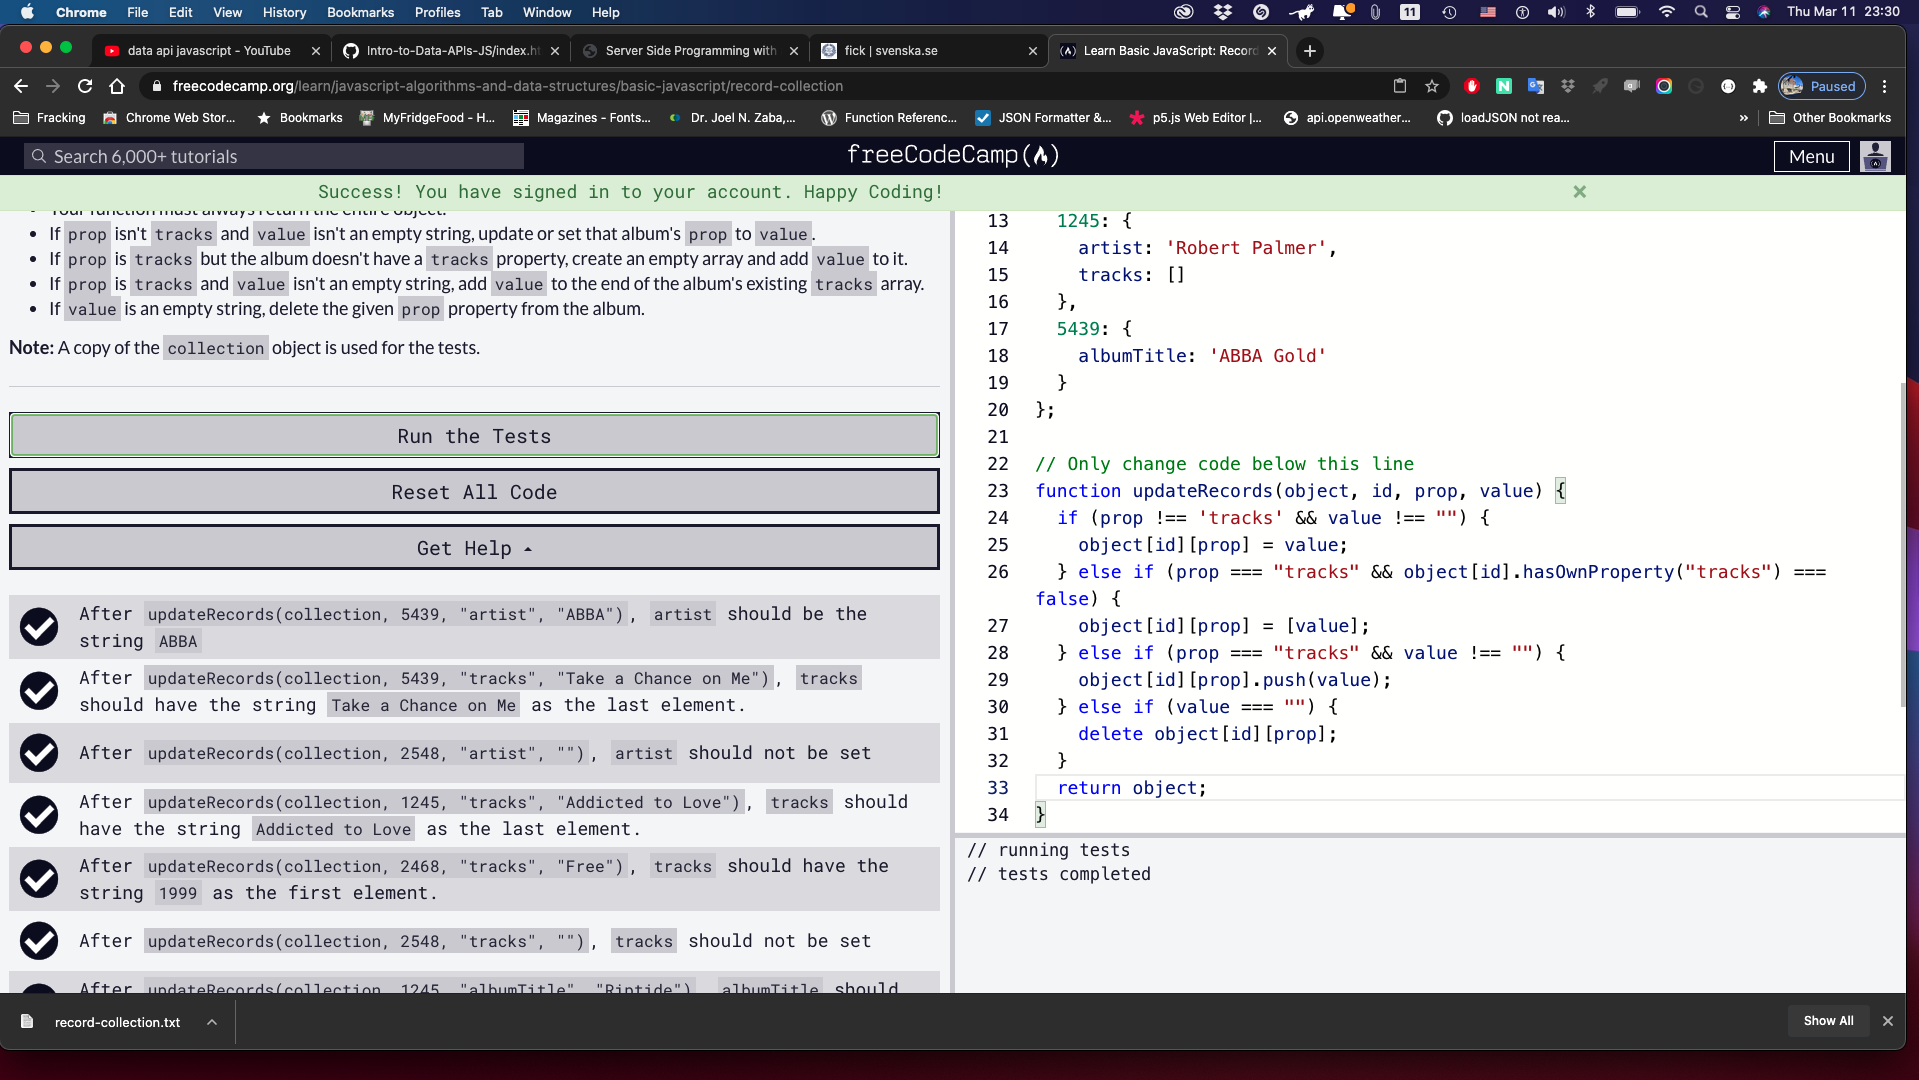 Chrome File Edit View History Bookmarks Profiles Tab Window Help 11 Thu Mar 11 23:30
data api javascript - YouTube Intro-to-Data-APIs-JS/index.ht Server Side Programming with fick | svenska.se Learn Basic JavaScript: Record
freecodecamp.org/learn/javascript-algorithms-and-data-structures/basic-javascript/record-collection Paused
Fracking Chrome Web Stor... Bookmarks MyFridgeFood - H... Magazines - Fonts... Dr. Joel N. Zaba,... Function Referenc... JSON Formatter &... p5.js Web Editor |... api.openweather... loadJSON not rea... » Other Bookmarks
Search 6,000+ tutorials freeCodeCamp Menu
Success! You have signed in to your account. Happy Coding!
Your function must always return the entire object.
If prop isn't tracks and value isn't an empty string, update or set that album's prop to value.
If prop is tracks but the album doesn't have a tracks property, create an empty array and add value to it.
If prop is tracks and value isn't an empty string, add value to the end of the album's existing tracks array.
If value is an empty string, delete the given prop property from the album.
Note: A copy of the collection object is used for the tests.
Run the Tests
Reset All Code
Get Help
After updateRecords(collection, 5439, "artist", "ABBA"), artist should be the
string ABBA
After updateRecords(collection, 5439, "tracks", "Take a Chance on Me"), tracks
should have the string Take a Chance on Me as the last element.
After updateRecords(collection, 2548, "artist", ""), artist should not be set
After updateRecords(collection, 1245, "tracks", "Addicted to Love"), tracks should
have the string Addicted to Love as the last element.
After updateRecords(collection, 2468, "tracks", "Free"), tracks should have the
string 1999 as the first element.
After updateRecords(collection, 2548, "tracks", ""), tracks should not be set
After updateRecords(collection, 1245, "albumTitle", "Riptide"), albumTitle should
13 1245: {
14 artist: 'Robert Palmer',
15 tracks: []
16 },
17 5439: {
18 albumTitle: 'ABBA Gold'
19 }
20 };
21
22 // Only change code below this line
23 function updateRecords(object, id, prop, value) {
24 if (prop !== 'tracks' && value !== "") {
25 object[id][prop] = value;
26 } else if (prop === "tracks" && object[id].hasOwnProperty("tracks") ===
false) {
27 object[id][prop] = [value];
28 } else if (prop === "tracks" && value !== "") {
29 object[id][prop].push(value);
30 } else if (value === "") {
31 delete object[id][prop];
32 }
33 return object;
34 }
// running tests
// tests completed
record-collection.txt Show All